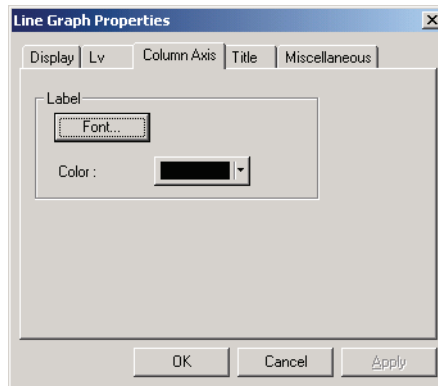 Line Graph Properties
Display Lv Column Axis Title Miscellaneous
Label
Font...
Color :
OK Cancel Apply